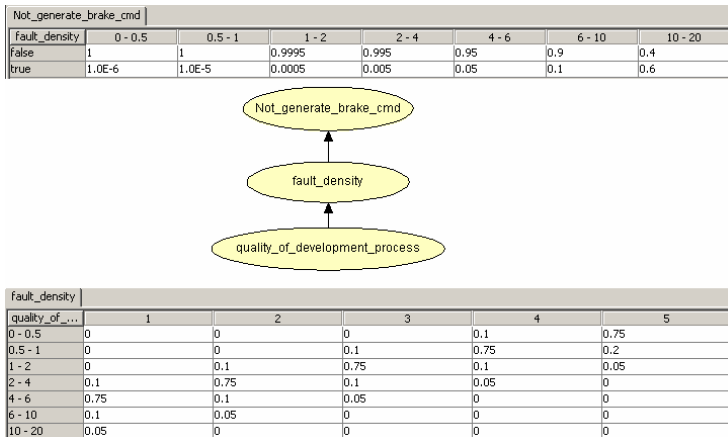 Not_generate_brake_cmd
fault_density 0 - 0.5 0.5 - 1 1 - 2 2 - 4 4 - 6 6 - 10 10 - 20
false 1 1 0.9995 0.995 0.95 0.9 0.4
true 1.0E-6 1.0E-5 0.0005 0.005 0.05 0.1 0.6
Not_generate_brake_cmd
fault_density
quality_of_development_process
fault_density
quality_of_... 1 2 3 4 5
0 - 0.5 0 0 0 0.1 0.75
0.5 - 1 0 0 0.1 0.75 0.2
1 - 2 0 0.1 0.75 0.1 0.05
2 - 4 0.1 0.75 0.1 0.05 0
4 - 6 0.75 0.1 0.05 0 0
6 - 10 0.1 0.05 0 0 0
10 - 20 0.05 0 0 0 0